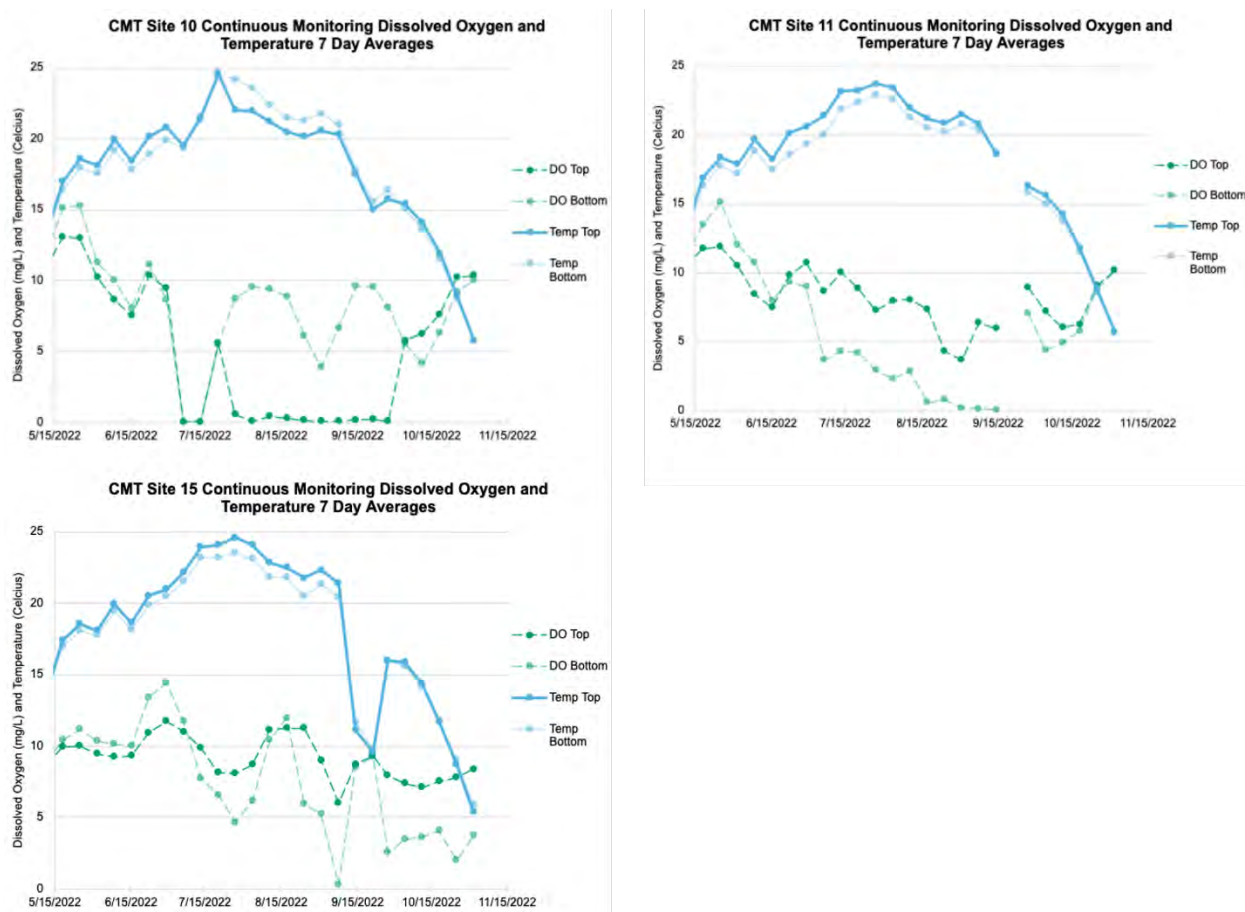 CMT Site 10 Continuous Monitoring Dissolved Oxygen and
Temperature 7 Day Averages
Dissolved Oxygen (mg/L) and Temperature (Celcius)
25
20
15
10
5
0
5/15/2022 6/15/2022 7/15/2022 8/15/2022 9/15/2022 10/15/2022 11/15/2022
DO Top
DO Bottom
Temp Top
Temp
Bottom
CMT Site 11 Continuous Monitoring Dissolved Oxygen and
Temperature 7 Day Averages
Dissolved Oxygen (mg/L) and Temperature (Celcius)
25
20
15
10
5
0
5/15/2022 6/15/2022 7/15/2022 8/15/2022 9/15/2022 10/15/2022 11/15/2022
DO Top
DO Bottom
Temp Top
Temp
Bottom
CMT Site 15 Continuous Monitoring Dissolved Oxygen and
Temperature 7 Day Averages
Dissolved Oxygen (mg/L) and Temperature (Celcius)
25
20
15
10
5
0
5/15/2022 6/15/2022 7/15/2022 8/15/2022 9/15/2022 10/15/2022 11/15/2022
DO Top
DO Bottom
Temp Top
Temp
Bottom